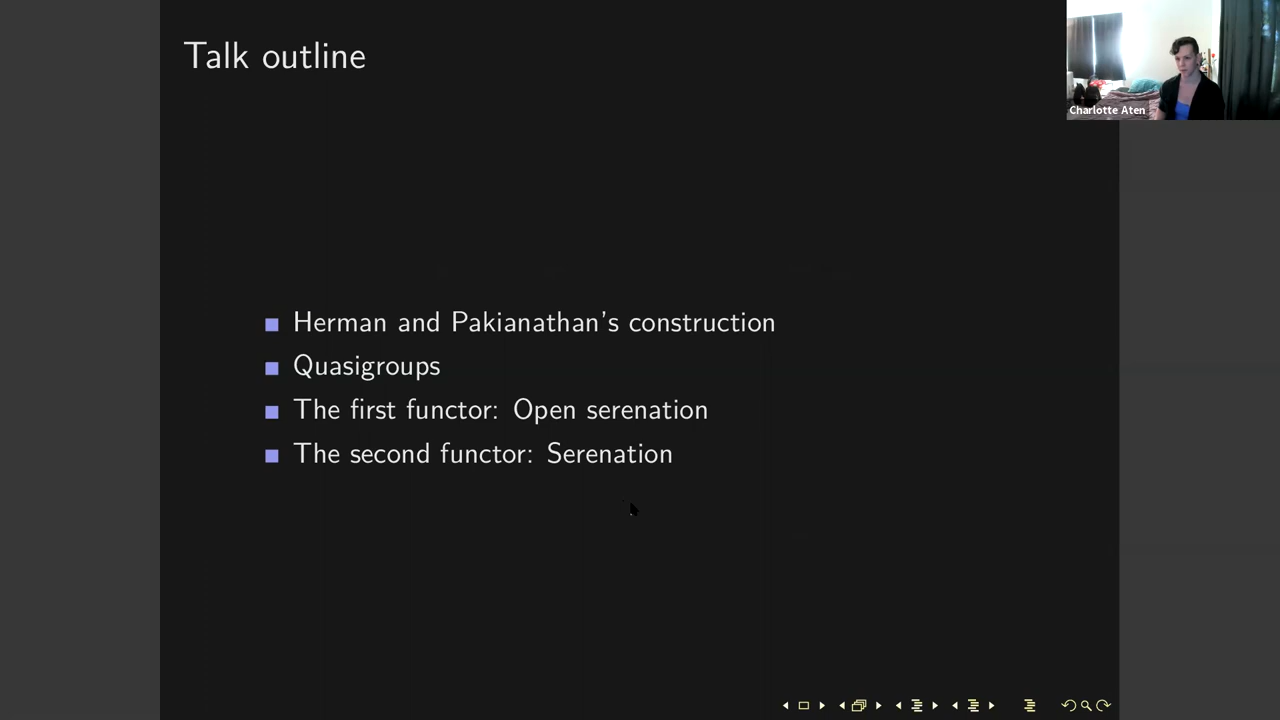 Talk outline
Charlotte Aten
Herman and Pakianathan's construction
Quasigroups
The first functor: Open serenation
The second functor: Serenation